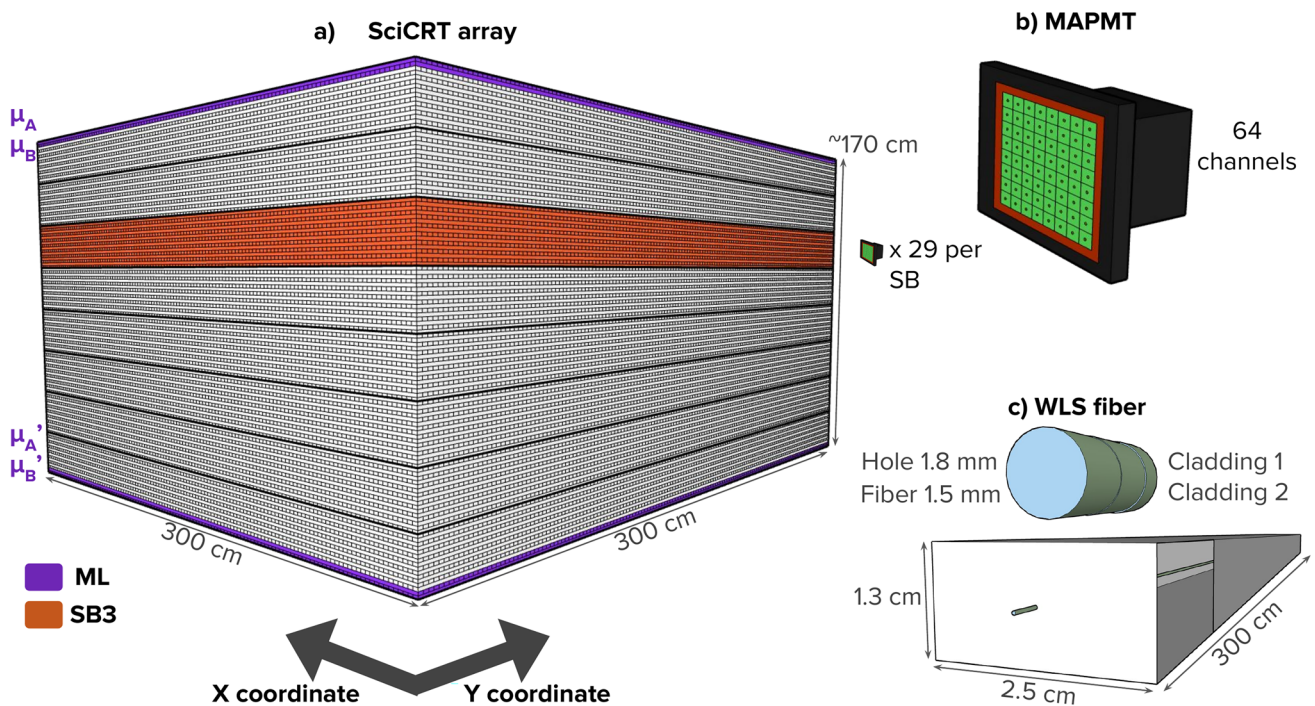 a) SciCRT array
b) MAPMT
μA
μB
~170 cm
64
channels
x 29 per
SB
c) WLS fiber
μA’
μB’
Hole 1.8 mm
Fiber 1.5 mm
Cladding 1
Cladding 2
300 cm
300 cm
1.3 cm
2.5 cm
300 cm
ML
SB3
X coordinate
Y coordinate